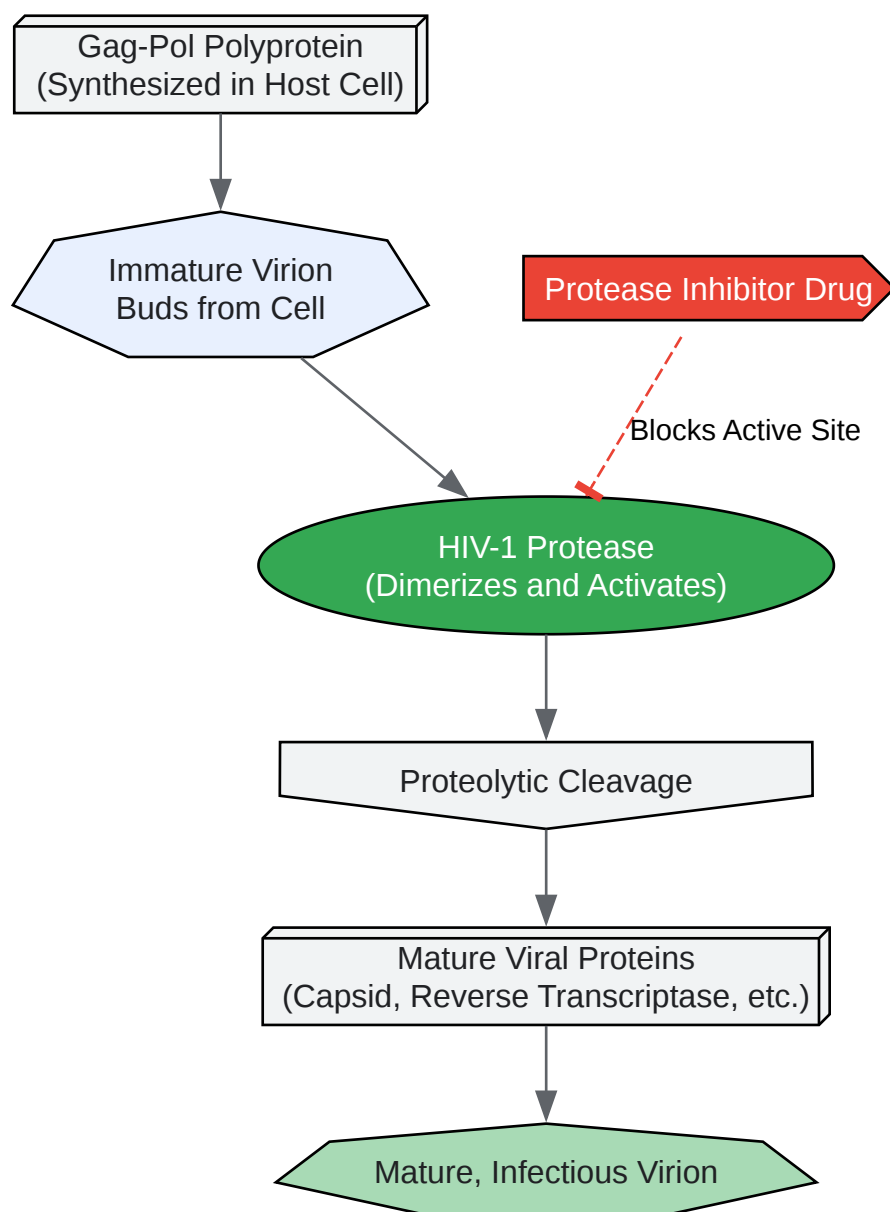 Gag-Pol Polyprotein
(Synthesized in Host Cell)
Immature Virion
Buds from Cell
Protease Inhibitor Drug
Blocks Active Site
HIV-1 Protease
(Dimerizes and Activates)
Proteolytic Cleavage
Mature Viral Proteins
(Capsid, Reverse Transcriptase, etc.)
Mature, Infectious Virion